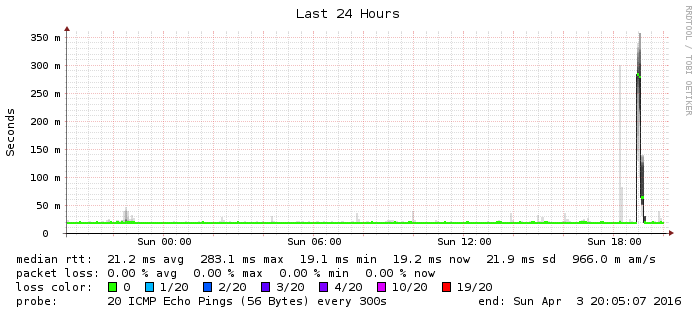 Last 24 Hours
RRDTOOL / TOBI OETIKER
Seconds
350 m
300 m
250 m
200 m
150 m
100 m
50 m
0
Sun 00:00 Sun 06:00 Sun 12:00 Sun 18:00
median rtt: 21.2 ms avg 283.1 ms max 19.1 ms min 19.2 ms now 21.9 ms sd 966.0 m am/s
packet loss: 0.00 % avg 0.00 % max 0.00 % min 0.00 % now
loss color: 0 1/20 2/20 3/20 4/20 10/20 19/20
probe: 20 ICMP Echo Pings (56 Bytes) every 300s end: Sun Apr 3 20:05:07 2016